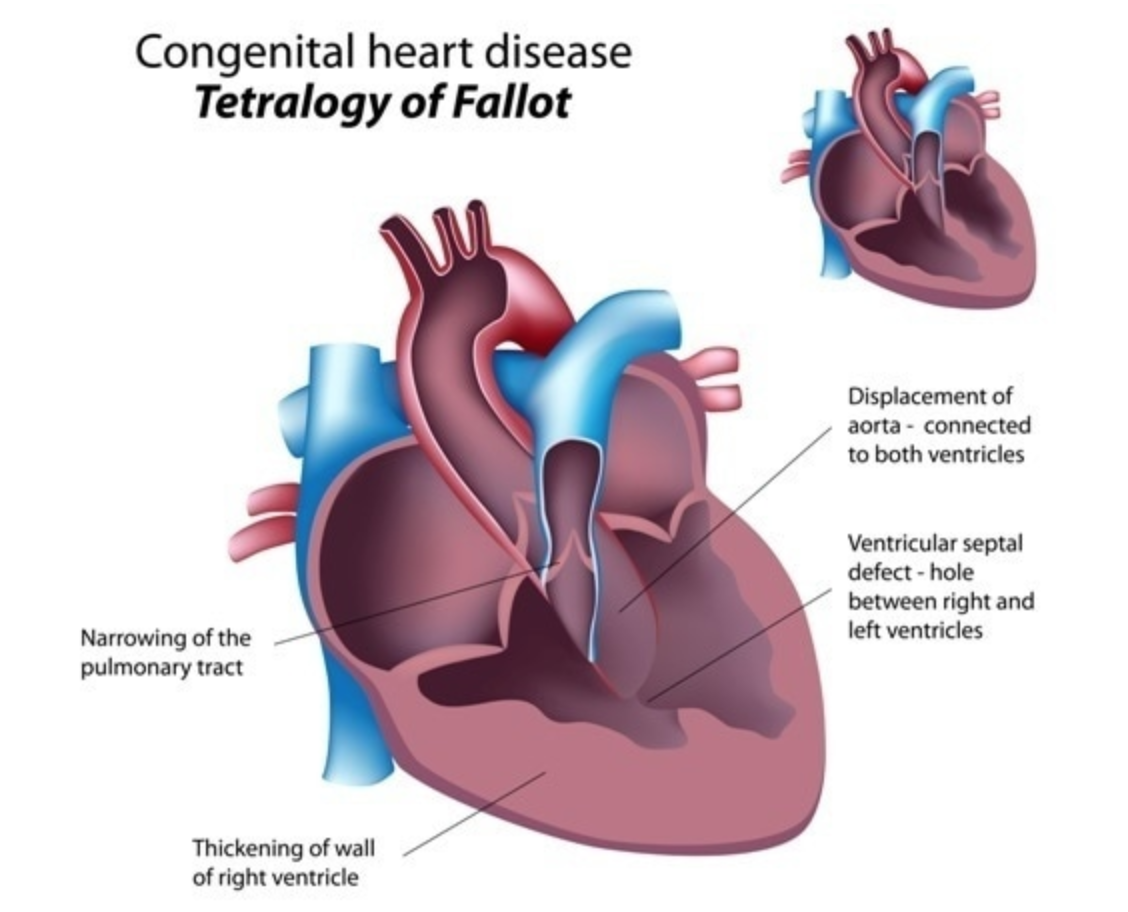 Congenital heart disease
Tetralogy of Fallot
Displacement of
aorta - connected
to both ventricles
Ventricular septal
defect - hole
between right and
left ventricles
Narrowing of the
pulmonary tract
Thickening of wall
of right ventricle